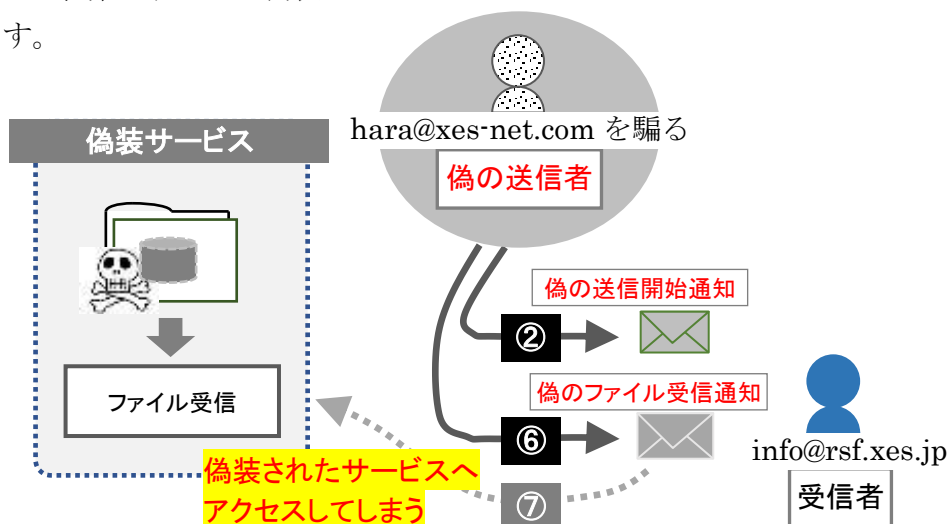 す。
hara@xes-net.com を騙る
偽装サービス
偽の送信者
偽の送信開始通知
②
偽のファイル受信通知
ファイル受信
⑥
info@rsf.xes.jp
偽装されたサービスへ
アクセスしてしまう
⑦
受信者